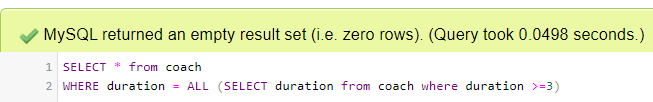 MySQL returned an empty result set (i.e. zero rows). (Query took 0.0498 seconds.)
1 SELECT * from coach
2 WHERE duration = ALL (SELECT duration from coach where duration >=3)